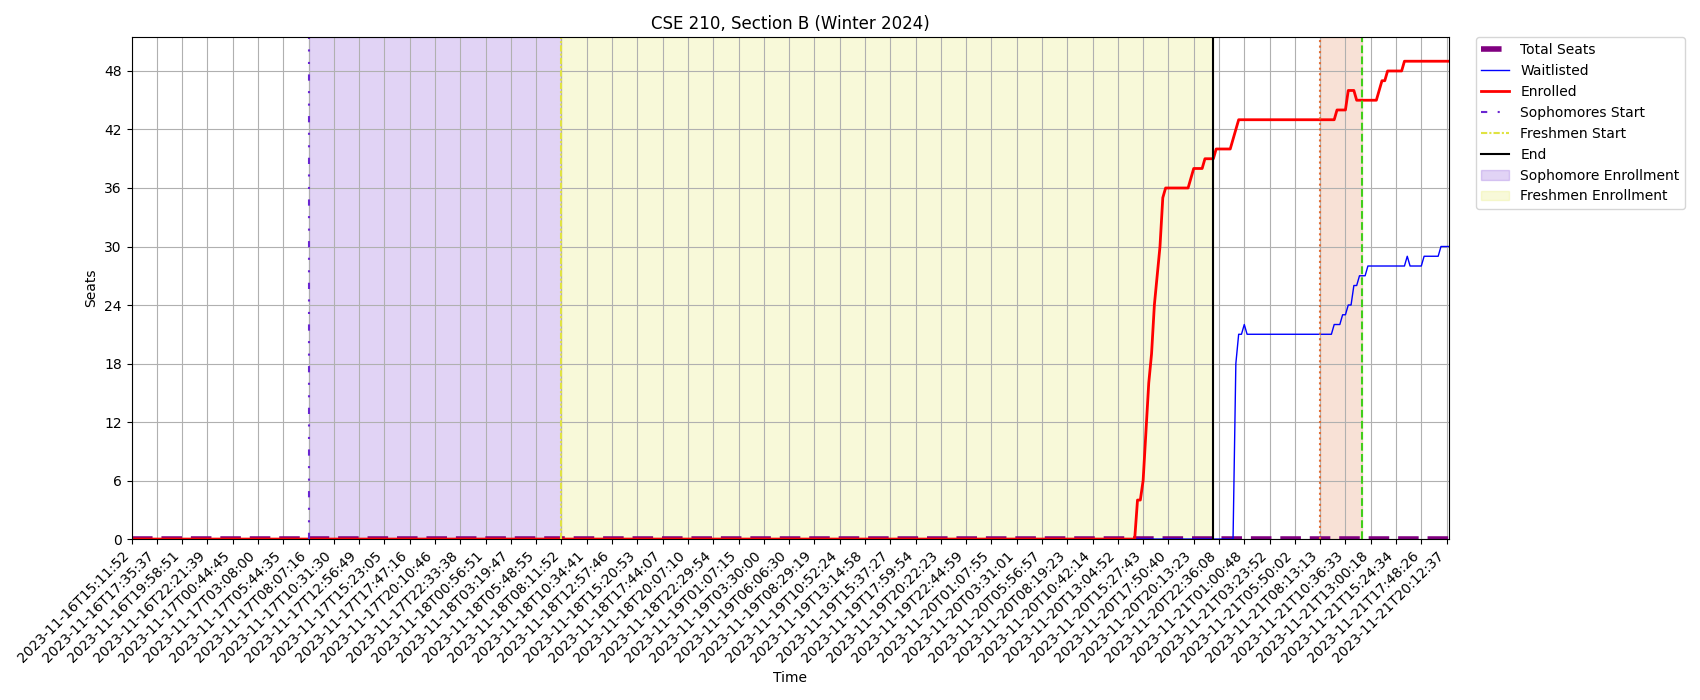 CSE 210, Section B (Winter 2024)
Total Seats
Waitlisted
Enrolled
Sophomores Start
Freshmen Start
End
Sophomore Enrollment
Freshmen Enrollment
Seats
48
42
36
30
24
18
12
6
0
2023-11-16T15:11:52
2023-11-16T17:35:37
2023-11-16T19:58:51
2023-11-16T22:21:39
2023-11-17T00:44:45
2023-11-17T03:08:00
2023-11-17T05:44:35
2023-11-17T08:07:16
2023-11-17T10:31:30
2023-11-17T12:56:49
2023-11-17T15:23:05
2023-11-17T17:47:16
2023-11-17T20:10:46
2023-11-17T22:33:38
2023-11-18T00:56:51
2023-11-18T03:19:47
2023-11-18T05:48:55
2023-11-18T08:11:52
2023-11-18T10:34:41
2023-11-18T12:57:46
2023-11-18T15:20:53
2023-11-18T17:44:07
2023-11-18T20:07:10
2023-11-18T22:29:54
2023-11-19T01:07:15
2023-11-19T03:30:00
2023-11-19T06:06:30
2023-11-19T08:29:19
2023-11-19T10:52:24
2023-11-19T13:14:58
2023-11-19T15:37:27
2023-11-19T17:59:54
2023-11-19T20:22:23
2023-11-19T22:44:59
2023-11-20T01:07:55
2023-11-20T03:31:01
2023-11-20T05:56:57
2023-11-20T08:19:23
2023-11-20T10:42:14
2023-11-20T13:04:52
2023-11-20T15:27:43
2023-11-20T17:50:40
2023-11-20T20:13:23
2023-11-20T22:36:08
2023-11-21T01:00:48
2023-11-21T03:23:52
2023-11-21T05:50:02
2023-11-21T08:13:13
2023-11-21T10:36:33
2023-11-21T13:00:18
2023-11-21T15:24:34
2023-11-21T17:48:26
2023-11-21T20:12:37
Time